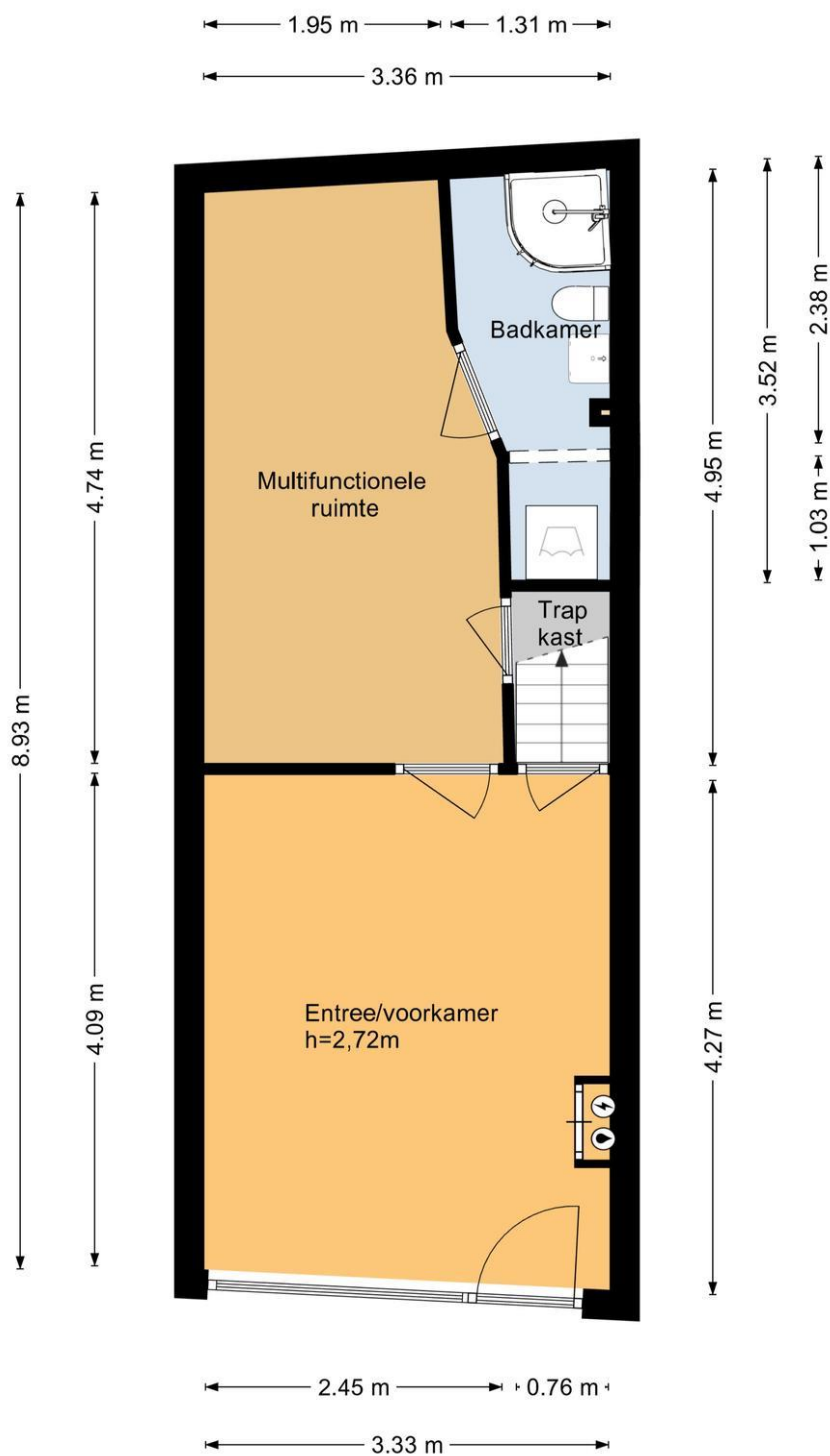 1.95 m
1.31 m
3.36 m
8.93 m
4.74 m
4.09 m
Badkamer
Multifunctionele
ruimte
Trap
kast
Entree/voorkamer
h=2,72m
4.95 m
3.52 m
2.38 m
1.03 m
4.27 m
2.45 m
0.76 m
3.33 m